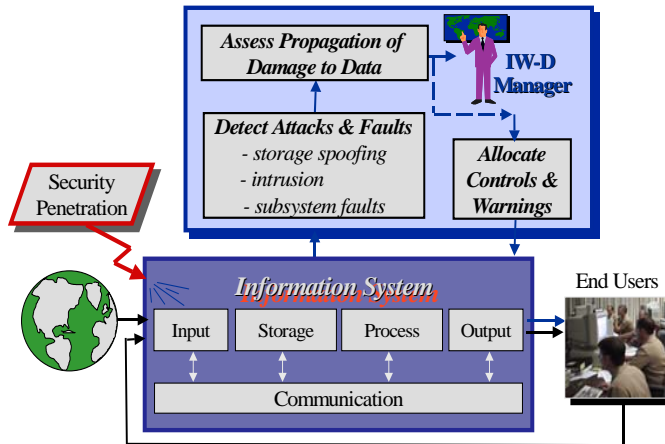 Assess Propagation of
Damage to Data
IW-D
Manager
Detect Attacks & Faults
- storage spoofing
- intrusion
- subsystem faults
Allocate
Controls &
Warnings
Security
Penetration
Information System
End Users
Input
Storage
Process
Output
Communication